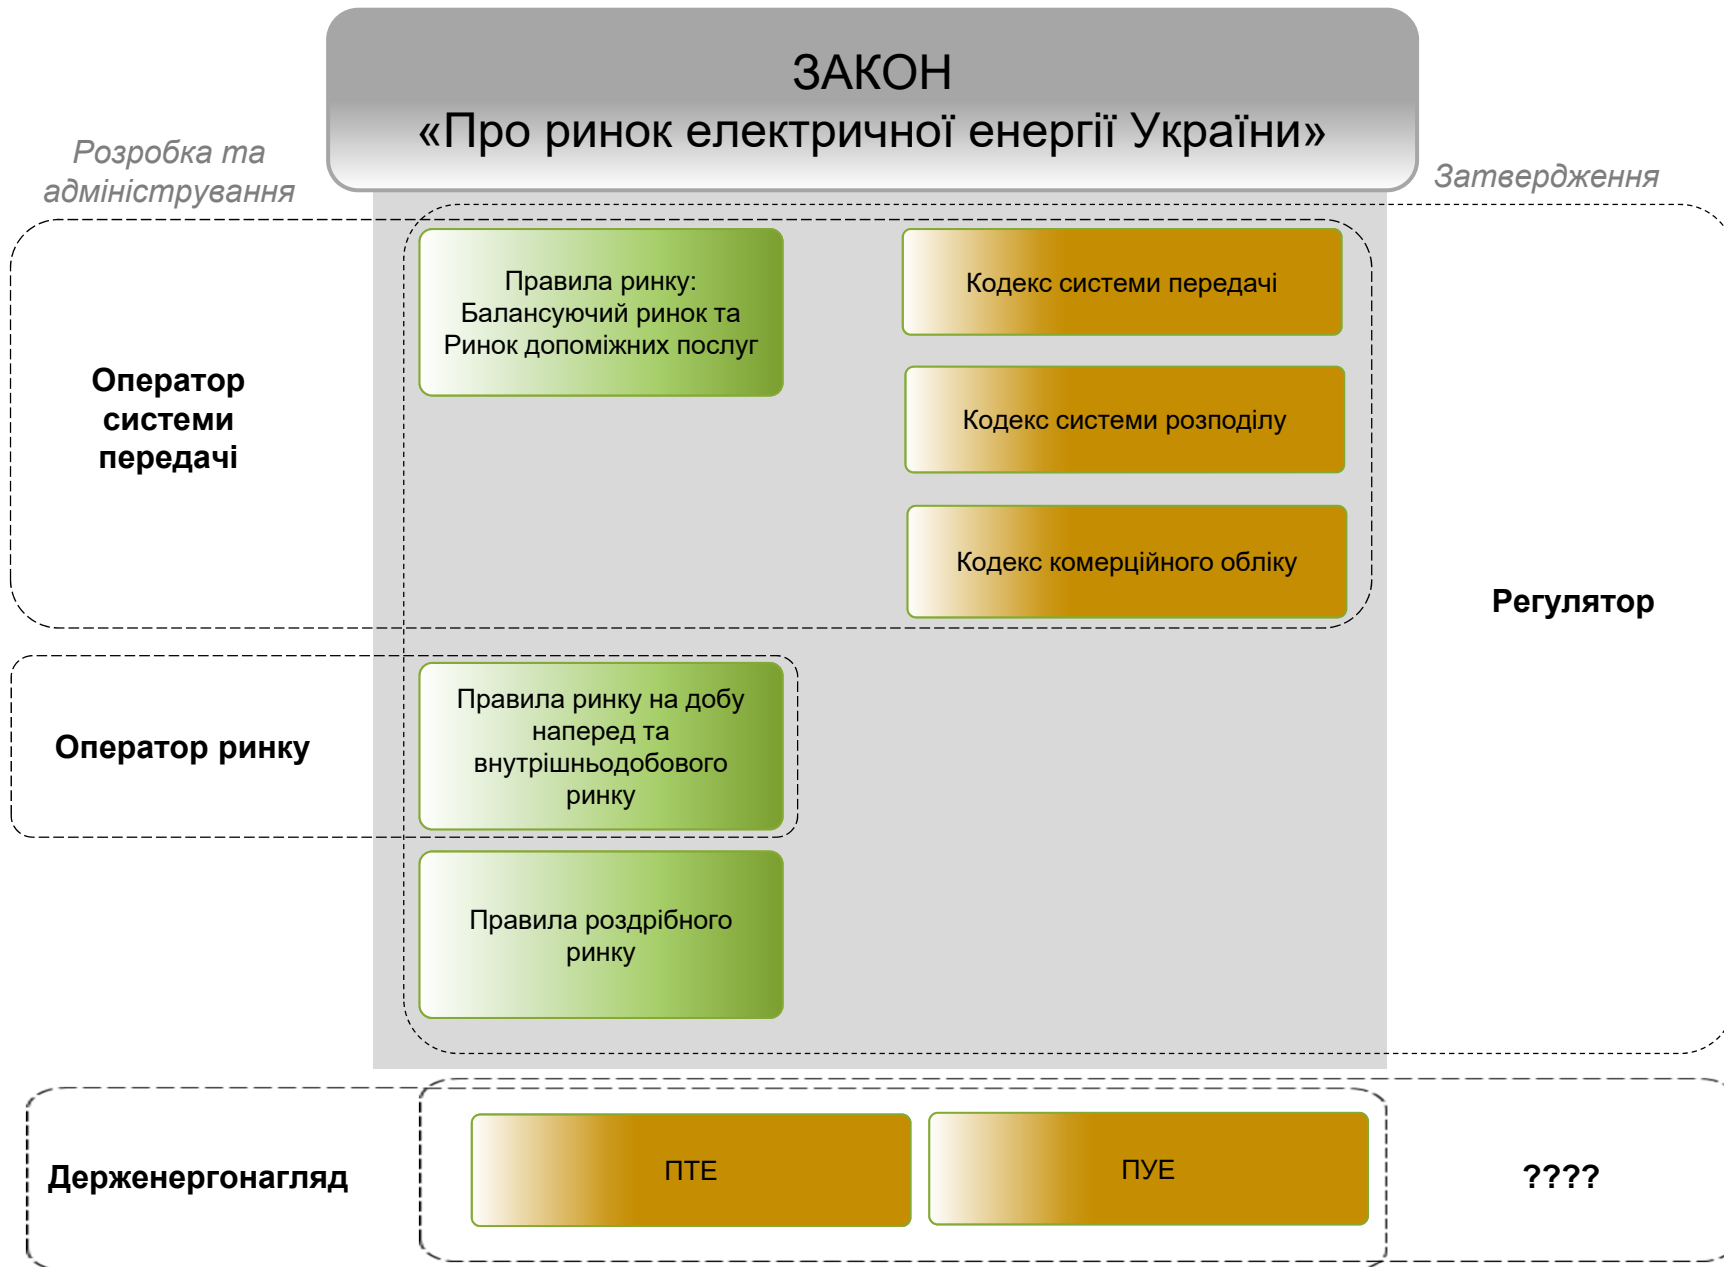 ЗАКОН
«Про ринок електричної енергії України»
Розробка та
адміністрування
Затвердження
Правила ринку:
Балансуючий ринок та
Ринок допоміжних послуг
Кодекс системи передачі
Кодекс системи розподілу
Кодекс комерційного обліку
Оператор
системи
передачі
Регулятор
Оператор ринку
Правила ринку на добу
наперед та
внутрішньодобового
ринку
Правила роздрібного
ринку
Держенергонагляд
ПТЕ
ПУЕ
????